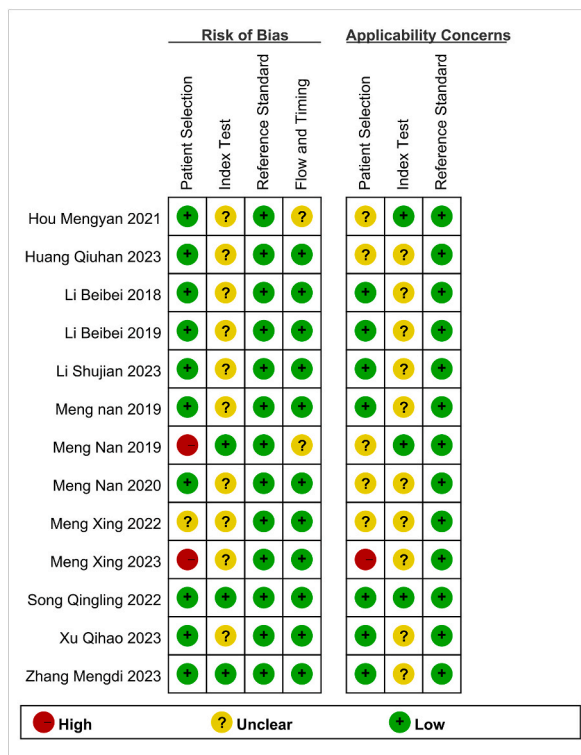 Risk of Bias Applicability Concerns
Patient Selection Index Test Reference Standard Flow and Timing Patient Selection Index Test Reference Standard
Hou Mengyan 2021 + ? + ? ? + +
Huang Qiuhan 2023 + ? + + ? ? +
Li Beibei 2018 + ? + + + ? +
Li Beibei 2019 + ? + + + ? +
Li Shujian 2023 + ? + + + ? +
Meng nan 2019 + ? + + + ? +
Meng Nan 2019 - + + ? ? + +
Meng Nan 2020 + ? + + ? ? +
Meng Xing 2022 ? ? + + ? ? +
Meng Xing 2023 - ? + + - ? +
Song Qingling 2022 + + + + + + +
Xu Qihao 2023 + ? + + + ? +
Zhang Mengdi 2023 + + + + + ? +
- High ? Unclear + Low